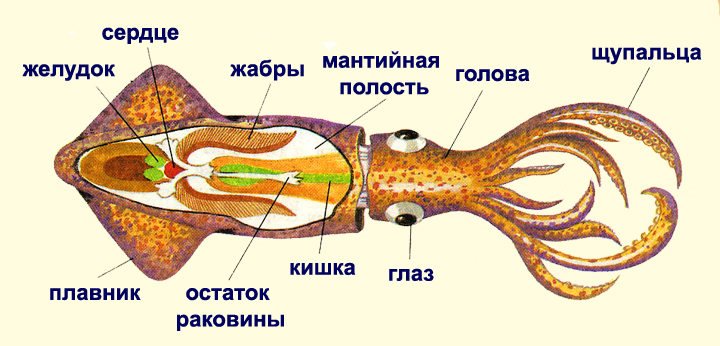 сердце
желудок
жабры
мантийная
полость
голова
щупальца
плавник
остаток
раковины
кишка
глаз